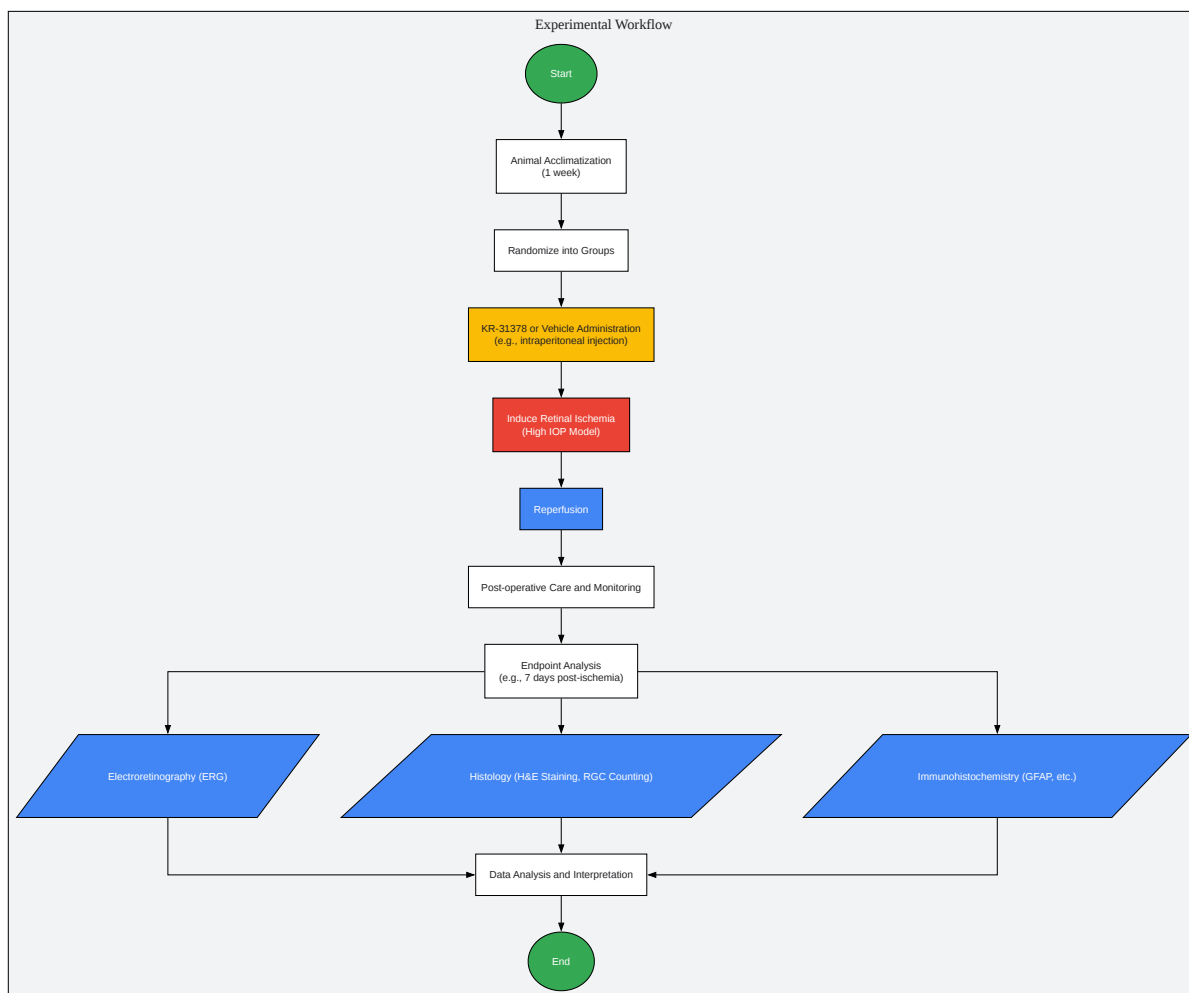 Experimental Workflow
Start
Animal Acclimatization
(1 week)
Randomize into Groups
KR-31378 or Vehicle Administration
(e.g., intraperitoneal injection)
Induce Retinal Ischemia
(High IOP Model)
Reperfusion
Post-operative Care and Monitoring
Endpoint Analysis
(e.g., 7 days post-ischemia)
Electroretinography (ERG)
Histology (H&E Staining, RGC Counting)
Immunohistochemistry (GFAP, etc.)
Data Analysis and Interpretation
End